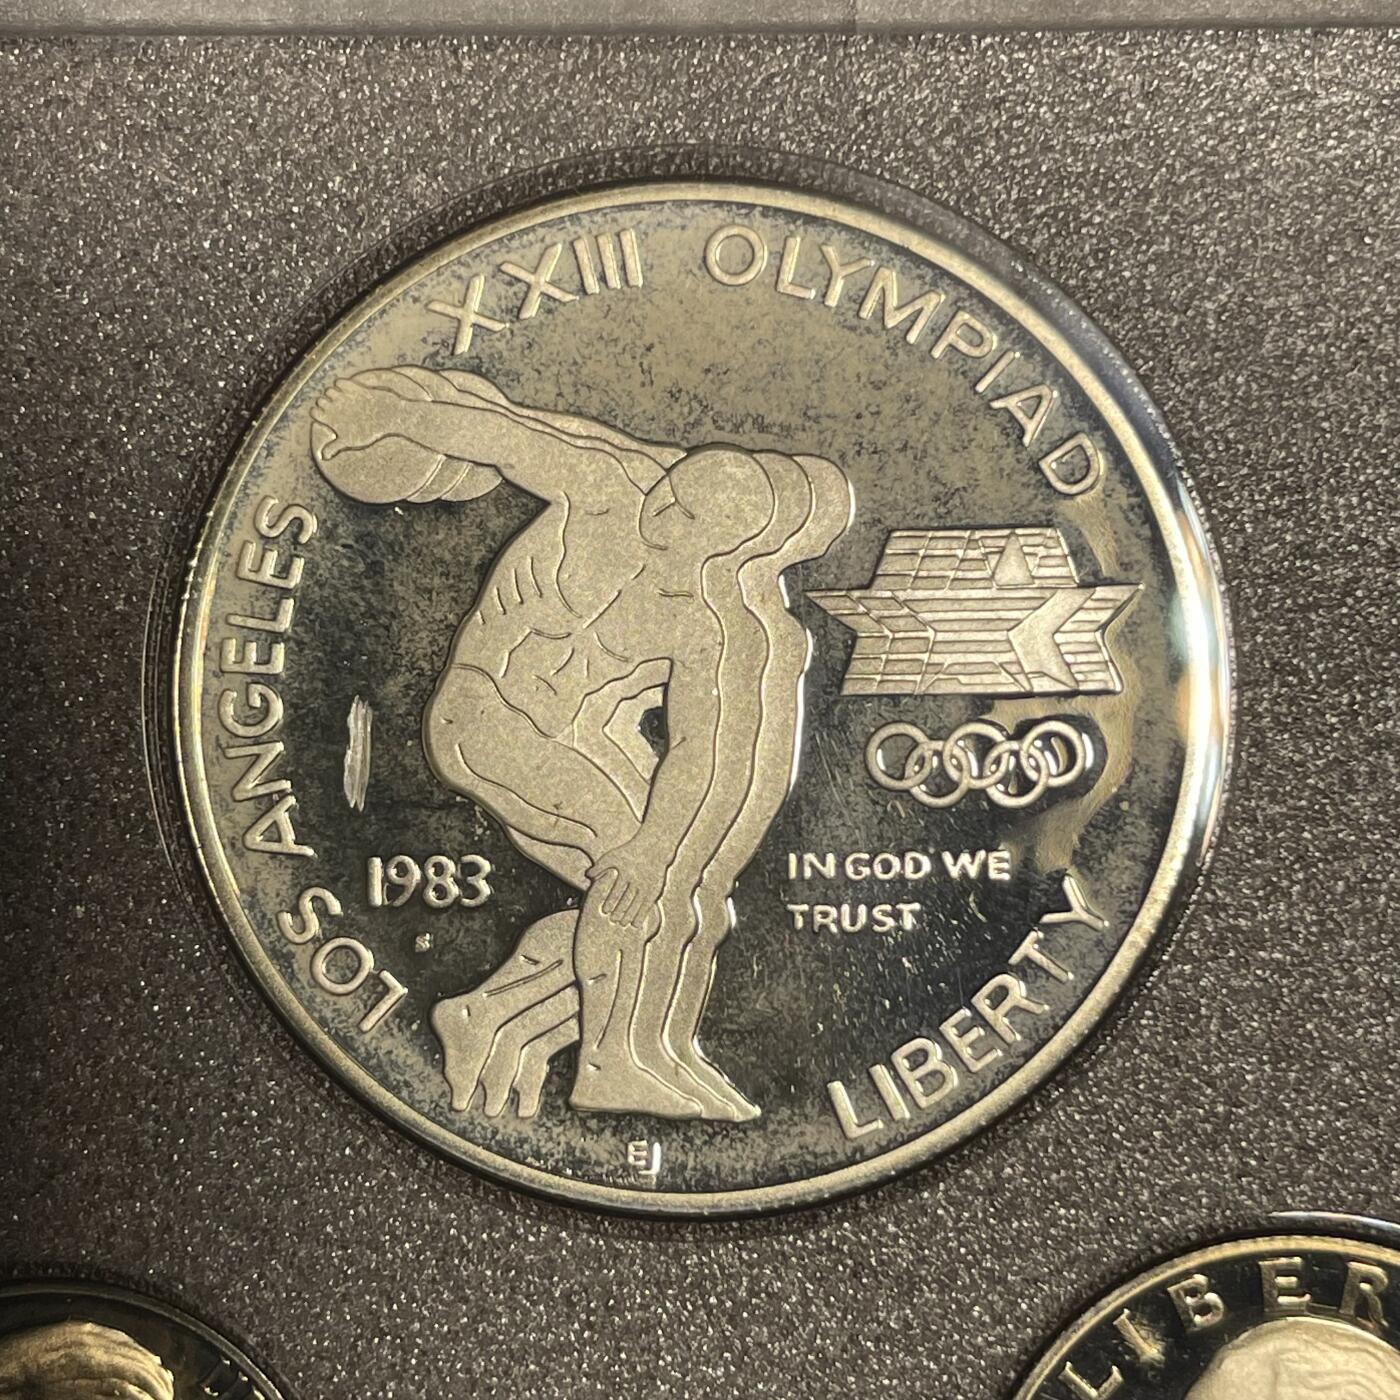 XXIII OLYMPIAD
LOS ANGELES
1983
S
IN GOD WE
TRUST
LIBERTY
EJ
LIBER